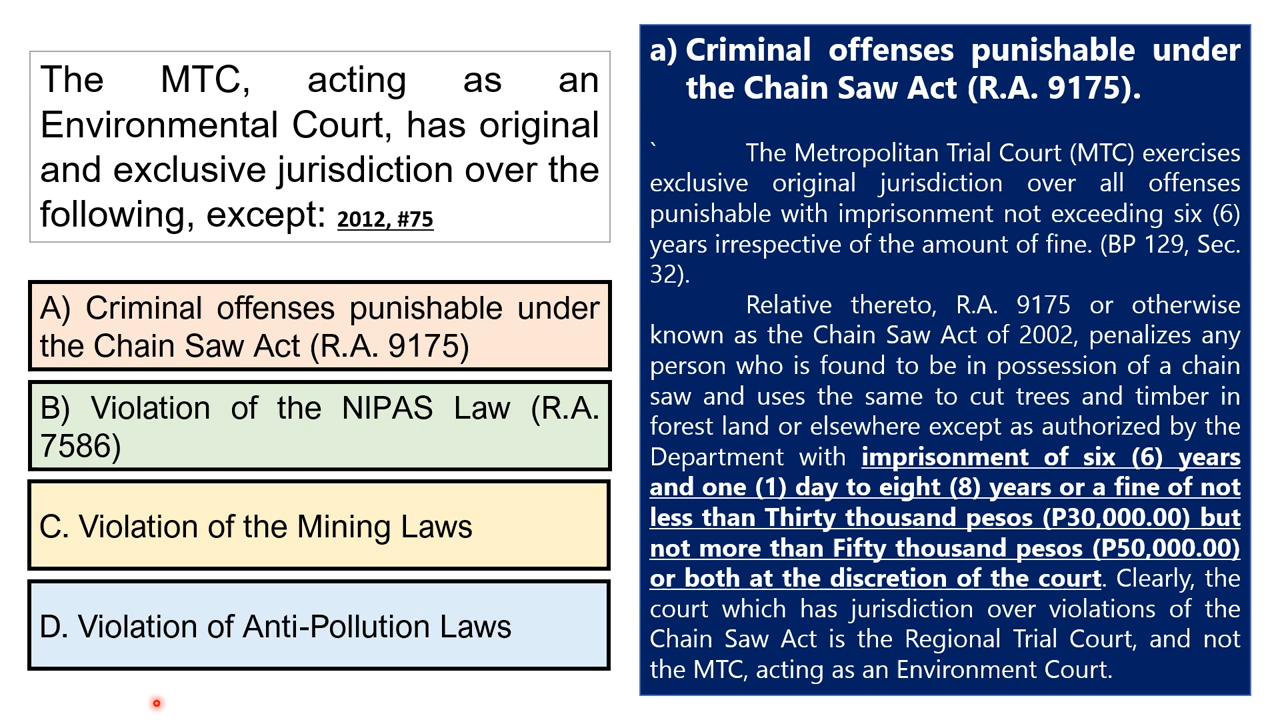 The MTC, acting as an
Environmental Court, has original
and exclusive jurisdiction over the
following, except: 2012, #75
A) Criminal offenses punishable under
the Chain Saw Act (R.A. 9175)
B) Violation of the NIPAS Law (R.A.
7586)
C. Violation of the Mining Laws
D. Violation of Anti-Pollution Laws
a) Criminal offenses punishable under
the Chain Saw Act (R.A. 9175).
` The Metropolitan Trial Court (MTC) exercises
exclusive original jurisdiction over all offenses
punishable with imprisonment not exceeding six (6)
years irrespective of the amount of fine. (BP 129, Sec.
32).
Relative thereto, R.A. 9175 or otherwise
known as the Chain Saw Act of 2002, penalizes any
person who is found to be in possession of a chain
saw and uses the same to cut trees and timber in
forest land or elsewhere except as authorized by the
Department with imprisonment of six (6) years
and one (1) day to eight (8) years or a fine of not
less than Thirty thousand pesos (P30,000.00) but
not more than Fifty thousand pesos (P50,000.00)
or both at the discretion of the court. Clearly, the
court which has jurisdiction over violations of the
Chain Saw Act is the Regional Trial Court, and not
the MTC, acting as an Environment Court.